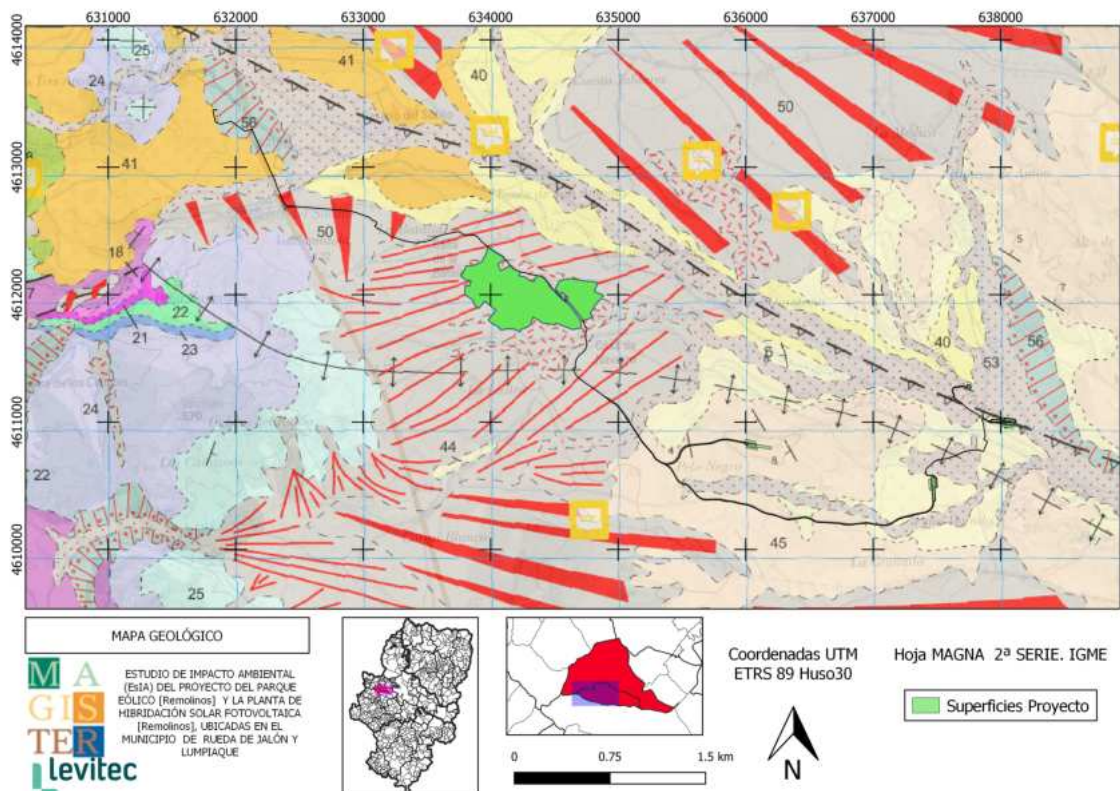 631000 632000 633000 634000 635000 636000 637000 638000
4614000
4613000
4612000
4611000
4610000
25
24
41
40
50
56
41
50
18
22
21
23
24
22
44
25
40
53
56
5
7
45
MAPA GEOLÓGICO
MAGISTER
Levitec
ESTUDIO DE IMPACTO AMBIENTAL
(EsIA) DEL PROYECTO DEL PARQUE
EÓLICO [Remolinos] Y LA PLANTA DE
HIBRIDACIÓN SOLAR FOTOVOLTAICA
[Remolinos], UBICADAS EN EL
MUNICIPIO DE RUEDA DE JALÓN Y
LUMPIAQUE
0 0.75 1.5 km
Coordenadas UTM
ETRS 89 Huso30
N
Hoja MAGNA 2ª SERIE. IGME
Superficies Proyecto